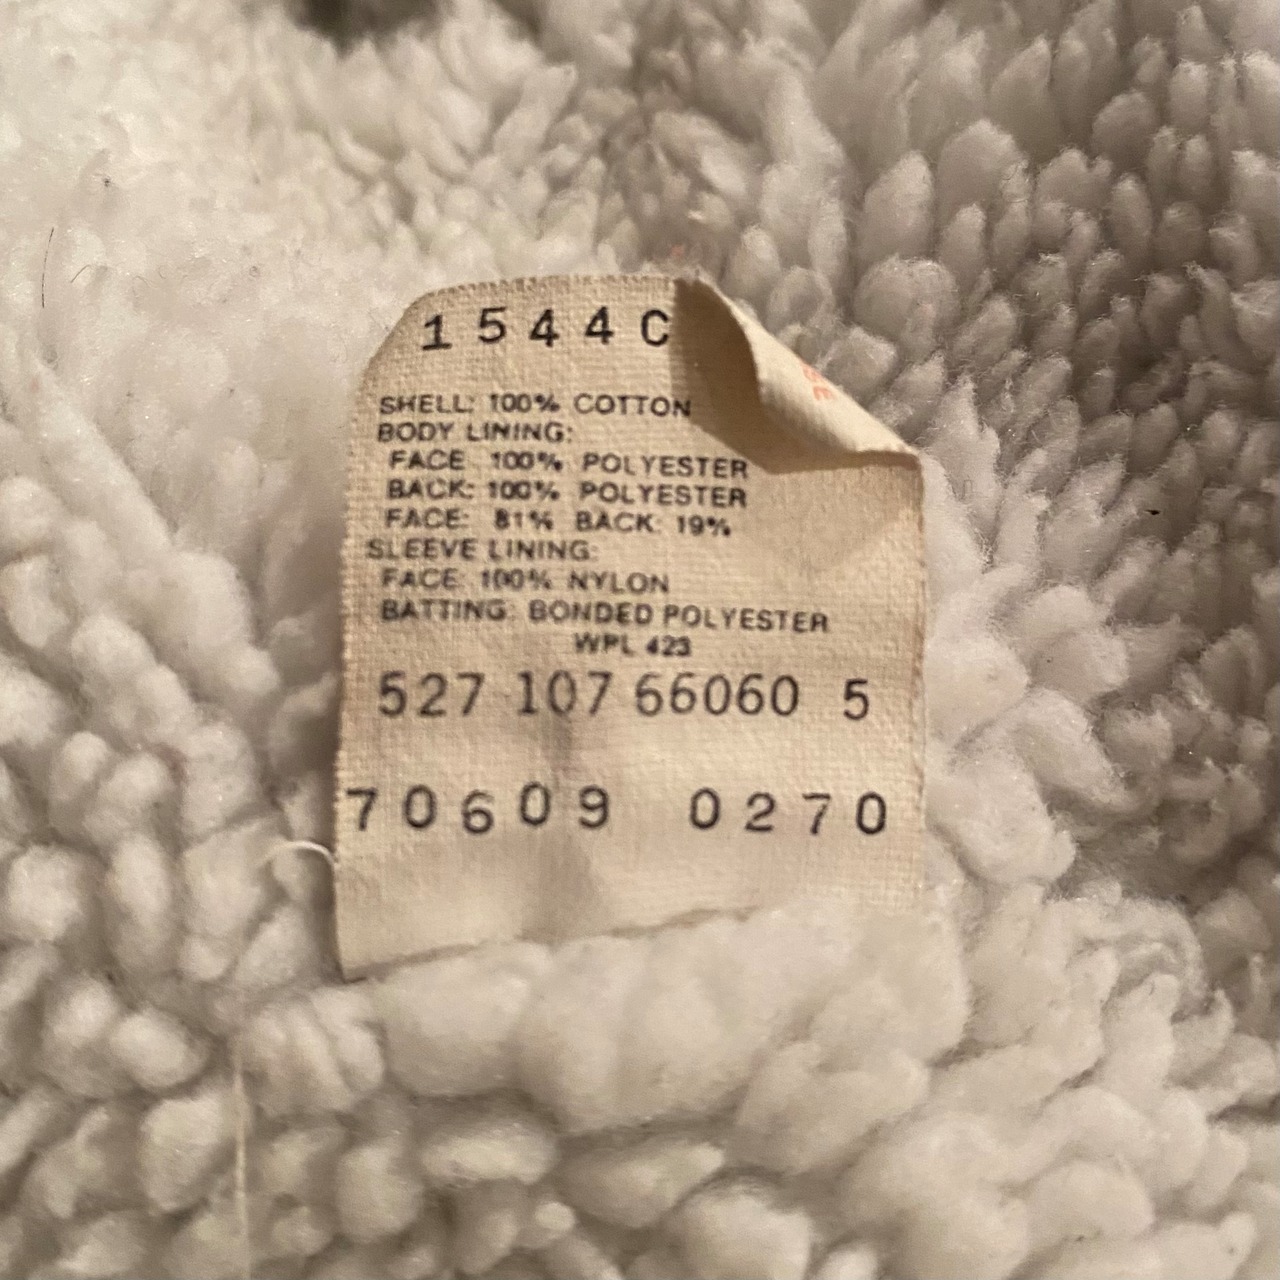 1544C
SHELL: 100% COTTON
BODY LINING:
FACE 100% POLYESTER
BACK: 100% POLYESTER
FACE: 81% BACK: 19%
SLEEVE LINING:
FACE: 100% NYLON
BATTING: BONDED POLYESTER
WPL 423
527 107 66060 5
70609 0270